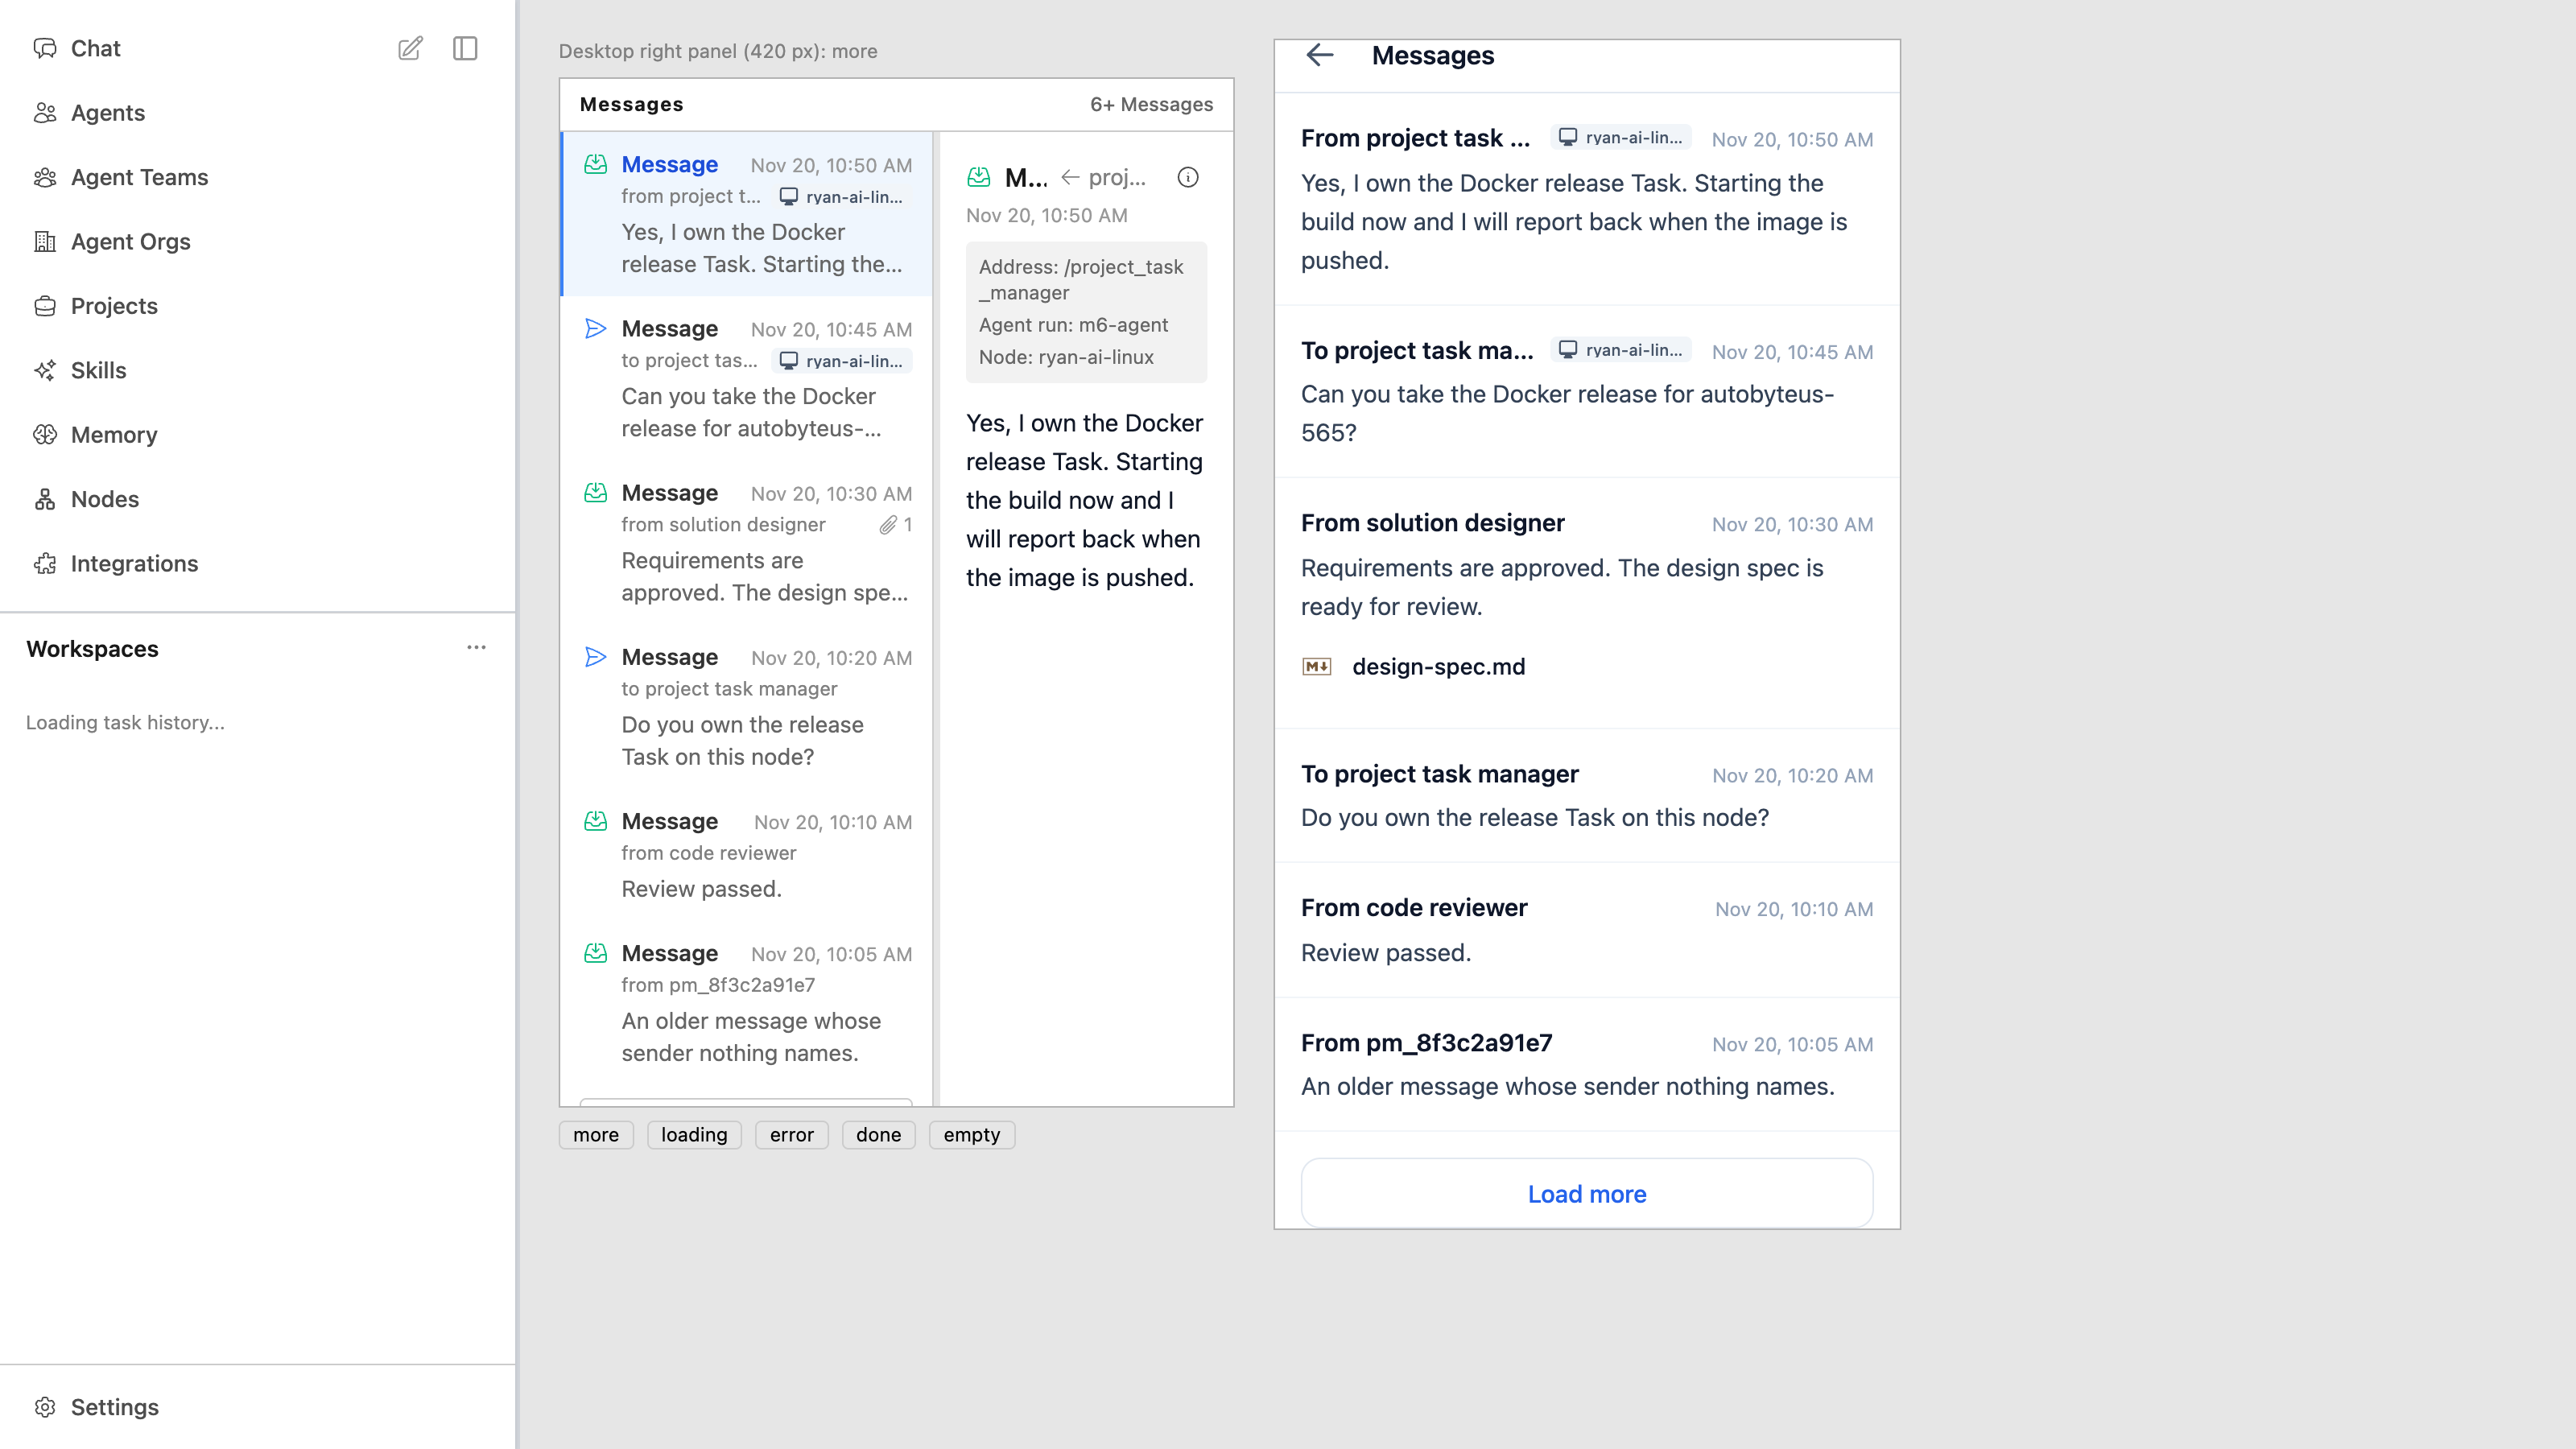 Chat
Agents
Agent Teams
Agent Orgs
Projects
Skills
Memory
Nodes
Integrations
Workspaces
Loading task history...
Settings
Desktop right panel (420 px): more
Messages
6+ Messages
Message
Nov 20, 10:50 AM
from project t...
ryan-ai-lin...
Yes, I own the Docker
release Task. Starting the...
Message
Nov 20, 10:45 AM
to project tas...
ryan-ai-lin...
Can you take the Docker
release for autobyteus-...
Message
Nov 20, 10:30 AM
from solution designer
1
Requirements are
approved. The design spe...
Message
Nov 20, 10:20 AM
to project task manager
Do you own the release
Task on this node?
Message
Nov 20, 10:10 AM
from code reviewer
Review passed.
Message
Nov 20, 10:05 AM
from pm_8f3c2a91e7
An older message whose
sender nothing names.
M...
proj...
Nov 20, 10:50 AM
Address: /project_task
_manager
Agent run: m6-agent
Node: ryan-ai-linux
Yes, I own the Docker
release Task. Starting
the build now and I
will report back when
the image is pushed.
more
loading
error
done
empty
Messages
From project task ...
ryan-ai-lin...
Nov 20, 10:50 AM
Yes, I own the Docker release Task. Starting the
build now and I will report back when the image is
pushed.
To project task ma...
ryan-ai-lin...
Nov 20, 10:45 AM
Can you take the Docker release for autobyteus-
565?
From solution designer
Nov 20, 10:30 AM
Requirements are approved. The design spec is
ready for review.
M
design-spec.md
To project task manager
Nov 20, 10:20 AM
Do you own the release Task on this node?
From code reviewer
Nov 20, 10:10 AM
Review passed.
From pm_8f3c2a91e7
Nov 20, 10:05 AM
An older message whose sender nothing names.
Load more